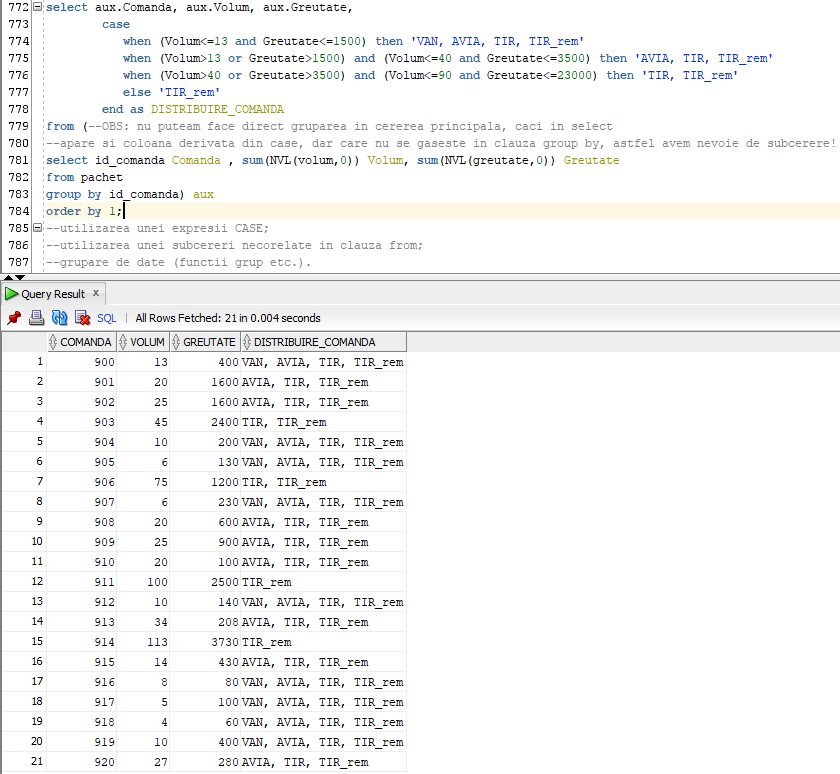 772 select aux.Comanda, aux.Volum, aux.Greutate,
773 case
774 when (Volum<=13 and Greutate<=1500) then 'VAN, AVIA, TIR, TIR_rem'
775 when (Volum>13 or Greutate>1500) and (Volum<=40 and Greutate<=3500) then 'AVIA, TIR, TIR_rem'
776 when (Volum>40 or Greutate>3500) and (Volum<=90 and Greutate<=23000) then 'TIR, TIR_rem'
777 else 'TIR_rem'
778 end as DISTRIBUIRE_COMANDA
779 from (--OBS: nu puteam face direct gruparea in cererea principala, caci in select
780 --apare si coloana derivata din case, dar care nu se gaseste in clauza group by, astfel avem nevoie de subcerere!
781 select id_comanda Comanda , sum(NVL(volum,0)) Volum, sum(NVL(greutate,0)) Greutate
782 from pachet
783 group by id_comanda) aux
784 order by 1;
785 --utilizarea unei expresii CASE;
786 --utilizarea unei subcereri necorelate in clauza from;
787 --grupare de date (functii grup etc.).
Query Result x
SQL | All Rows Fetched: 21 in 0.004 seconds
COMANDA VOLUM GREUTATE DISTRIBUIRE_COMANDA
1 900 13 400 VAN, AVIA, TIR, TIR_rem
2 901 20 1600 AVIA, TIR, TIR_rem
3 902 25 1600 AVIA, TIR, TIR_rem
4 903 45 2400 TIR, TIR_rem
5 904 10 200 VAN, AVIA, TIR, TIR_rem
6 905 6 130 VAN, AVIA, TIR, TIR_rem
7 906 75 1200 TIR, TIR_rem
8 907 6 230 VAN, AVIA, TIR, TIR_rem
9 908 20 600 AVIA, TIR, TIR_rem
10 909 25 900 AVIA, TIR, TIR_rem
11 910 20 100 AVIA, TIR, TIR_rem
12 911 100 2500 TIR_rem
13 912 10 140 VAN, AVIA, TIR, TIR_rem
14 913 34 208 AVIA, TIR, TIR_rem
15 914 113 3730 TIR_rem
16 915 14 430 AVIA, TIR, TIR_rem
17 916 8 80 VAN, AVIA, TIR, TIR_rem
18 917 5 100 VAN, AVIA, TIR, TIR_rem
19 918 4 60 VAN, AVIA, TIR, TIR_rem
20 919 10 400 VAN, AVIA, TIR, TIR_rem
21 920 27 280 AVIA, TIR, TIR_rem